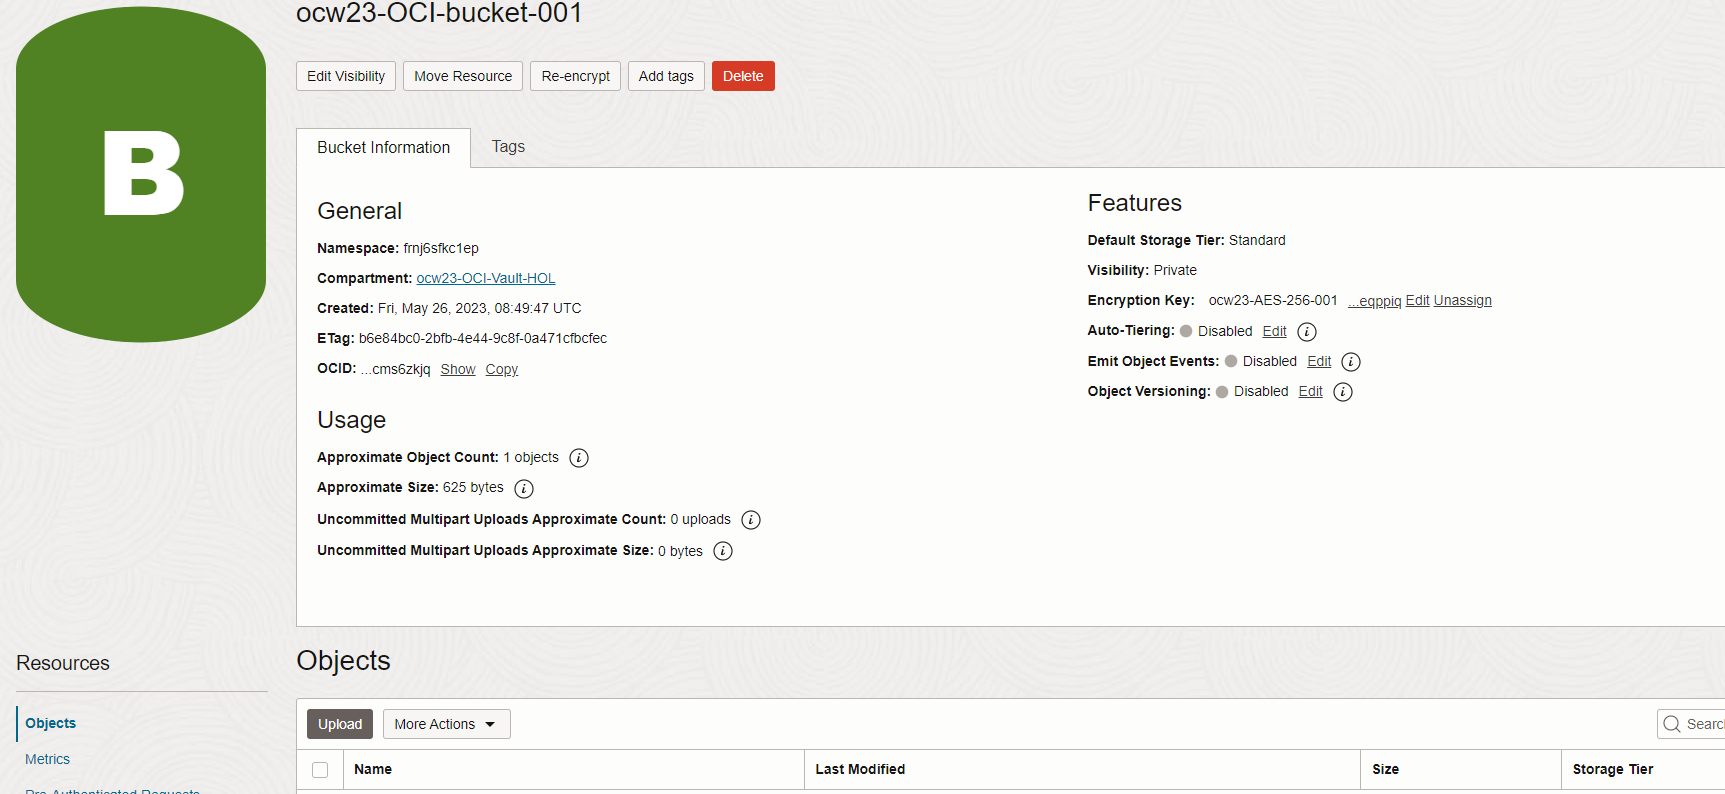 ocw23-OCI-bucket-001
B
Edit Visibility Move Resource Re-encrypt Add tags Delete
Bucket Information Tags
General
Namespace: frnj6sfkc1ep
Compartment: ocw23-OCI-Vault-HOL
Created: Fri, May 26, 2023, 08:49:47 UTC
ETag: b6e84bc0-2bfb-4e44-9c8f-0a471cfbcfec
OCID: ...cms6zkjq Show Copy
Usage
Approximate Object Count: 1 objects i
Approximate Size: 625 bytes i
Uncommitted Multipart Uploads Approximate Count: 0 uploads i
Uncommitted Multipart Uploads Approximate Size: 0 bytes i
Features
Default Storage Tier: Standard
Visibility: Private
Encryption Key: ocw23-AES-256-001 ...eqppiq Edit Unassign
Auto-Tiering: Disabled Edit i
Emit Object Events: Disabled Edit i
Object Versioning: Disabled Edit i
Resources
Objects
Metrics
Pre-Authenticated Requests
Objects
Upload More Actions
Searc
Name Last Modified Size Storage Tier